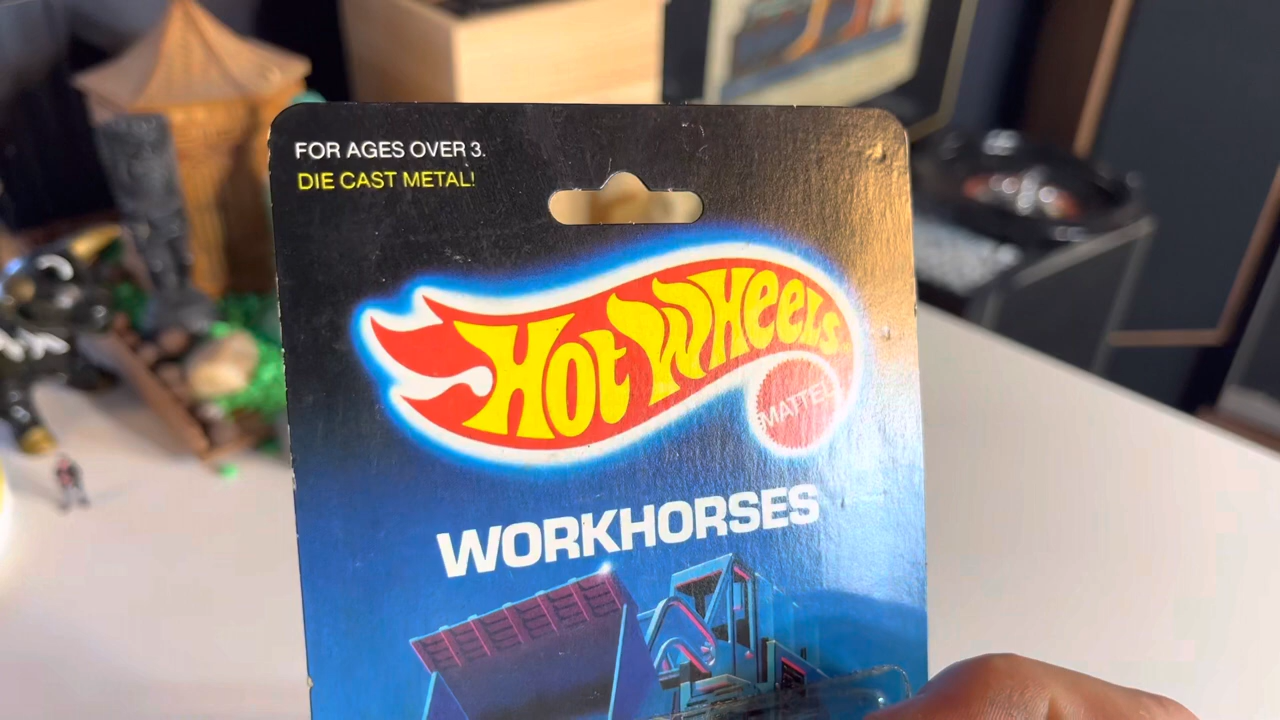 FOR AGES OVER 3.
DIE CAST METAL!
HOT WHEELS
MATTEL
WORKHORSES